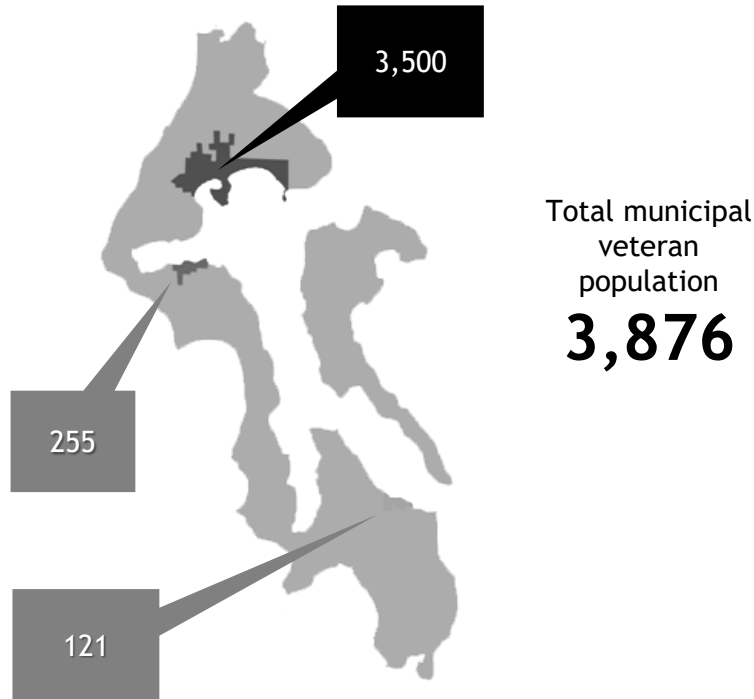 3,500
Total municipal
veteran
population
3,876
255
121